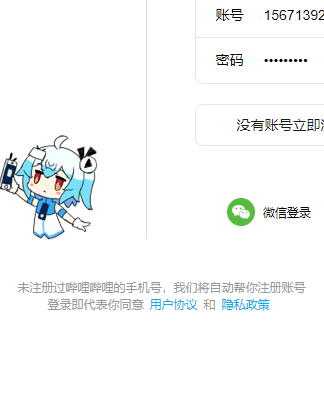 账号 15671392
密码 •••••••••
没有账号立即
微信登录
未注册过哔哩哔哩的手机号，我们将自动帮你注册账号
登录即代表你同意 用户协议 和 隐私政策